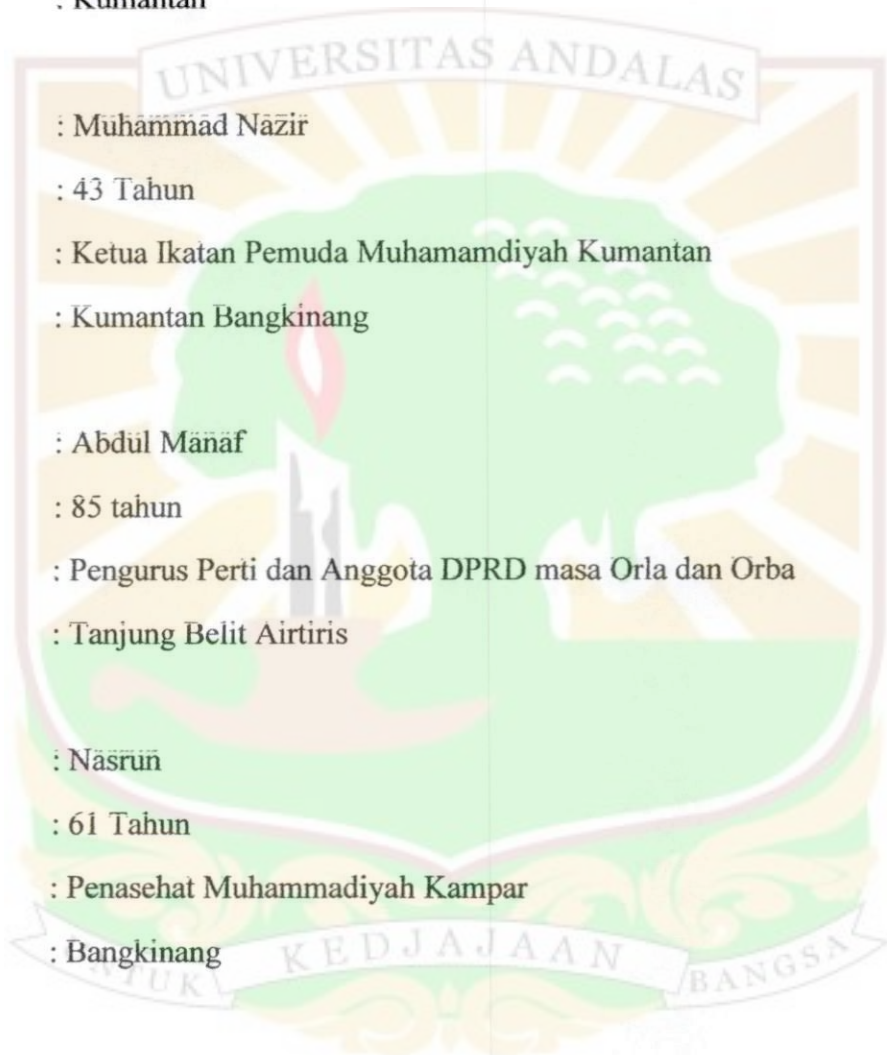 : Kumantan
UNIVERSITAS ANDALAS
: Muhammad Nazir
: 43 Tahun
: Ketua Ikatan Pemuda Muhamamdiyah Kumantan
: Kumantan Bangkinang
: Abdul Manaf
: 85 tahun
: Pengurus Perti dan Anggota DPRD masa Orla dan Orba
: Tanjung Belit Airtiris
: Nasrun
: 61 Tahun
: Penasehat Muhammadiyah Kampar
: Bangkinang
KEDJAJAAN BANGSA